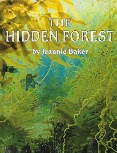 THE
HIDDEN FOREST
by Jeannie Baker